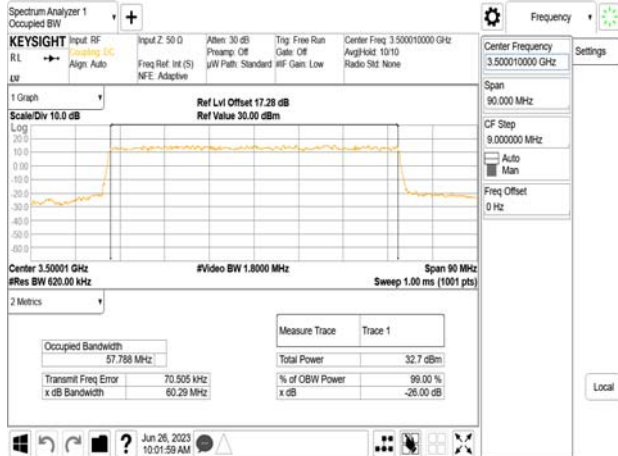 Spectrum Analyzer 1
Occupied BW
+
Frequency
KEYSIGHT
RL
LXI
Input: RF
Coupling: DC
Align: Auto
Input Z: 50 Ω
Freq Ref: Int (S)
NFE: Adaptive
Atten: 30 dB
Preamp: Off
µW Path: Standard
Trig: Free Run
Gate: Off
#IF Gain: Low
Center Freq: 3.500010000 GHz
Avg|Hold: 10/10
Radio Std: None
Center Frequency
3.500010000 GHz
Settings
Span
90.000 MHz
CF Step
9.000000 MHz
Auto
Man
Freq Offset
0 Hz
Local
1 Graph
Scale/Div 10.0 dB
Ref Lvl Offset 17.28 dB
Ref Value 30.00 dBm
Log
20.0
10.0
0.00
-10.0
-20.0
-30.0
-40.0
-50.0
-60.0
Center 3.50001 GHz
#Res BW 620.00 kHz
#Video BW 1.8000 MHz
Span 90 MHz
Sweep 1.00 ms (1001 pts)
2 Metrics
Measure Trace Trace 1
Occupied Bandwidth
57.788 MHz
Total Power 32.7 dBm
Transmit Freq Error 70.505 kHz
% of OBW Power 99.00 %
x dB Bandwidth 60.29 MHz
x dB -26.00 dB
?
Jun 26, 2023
10:01:59 AM